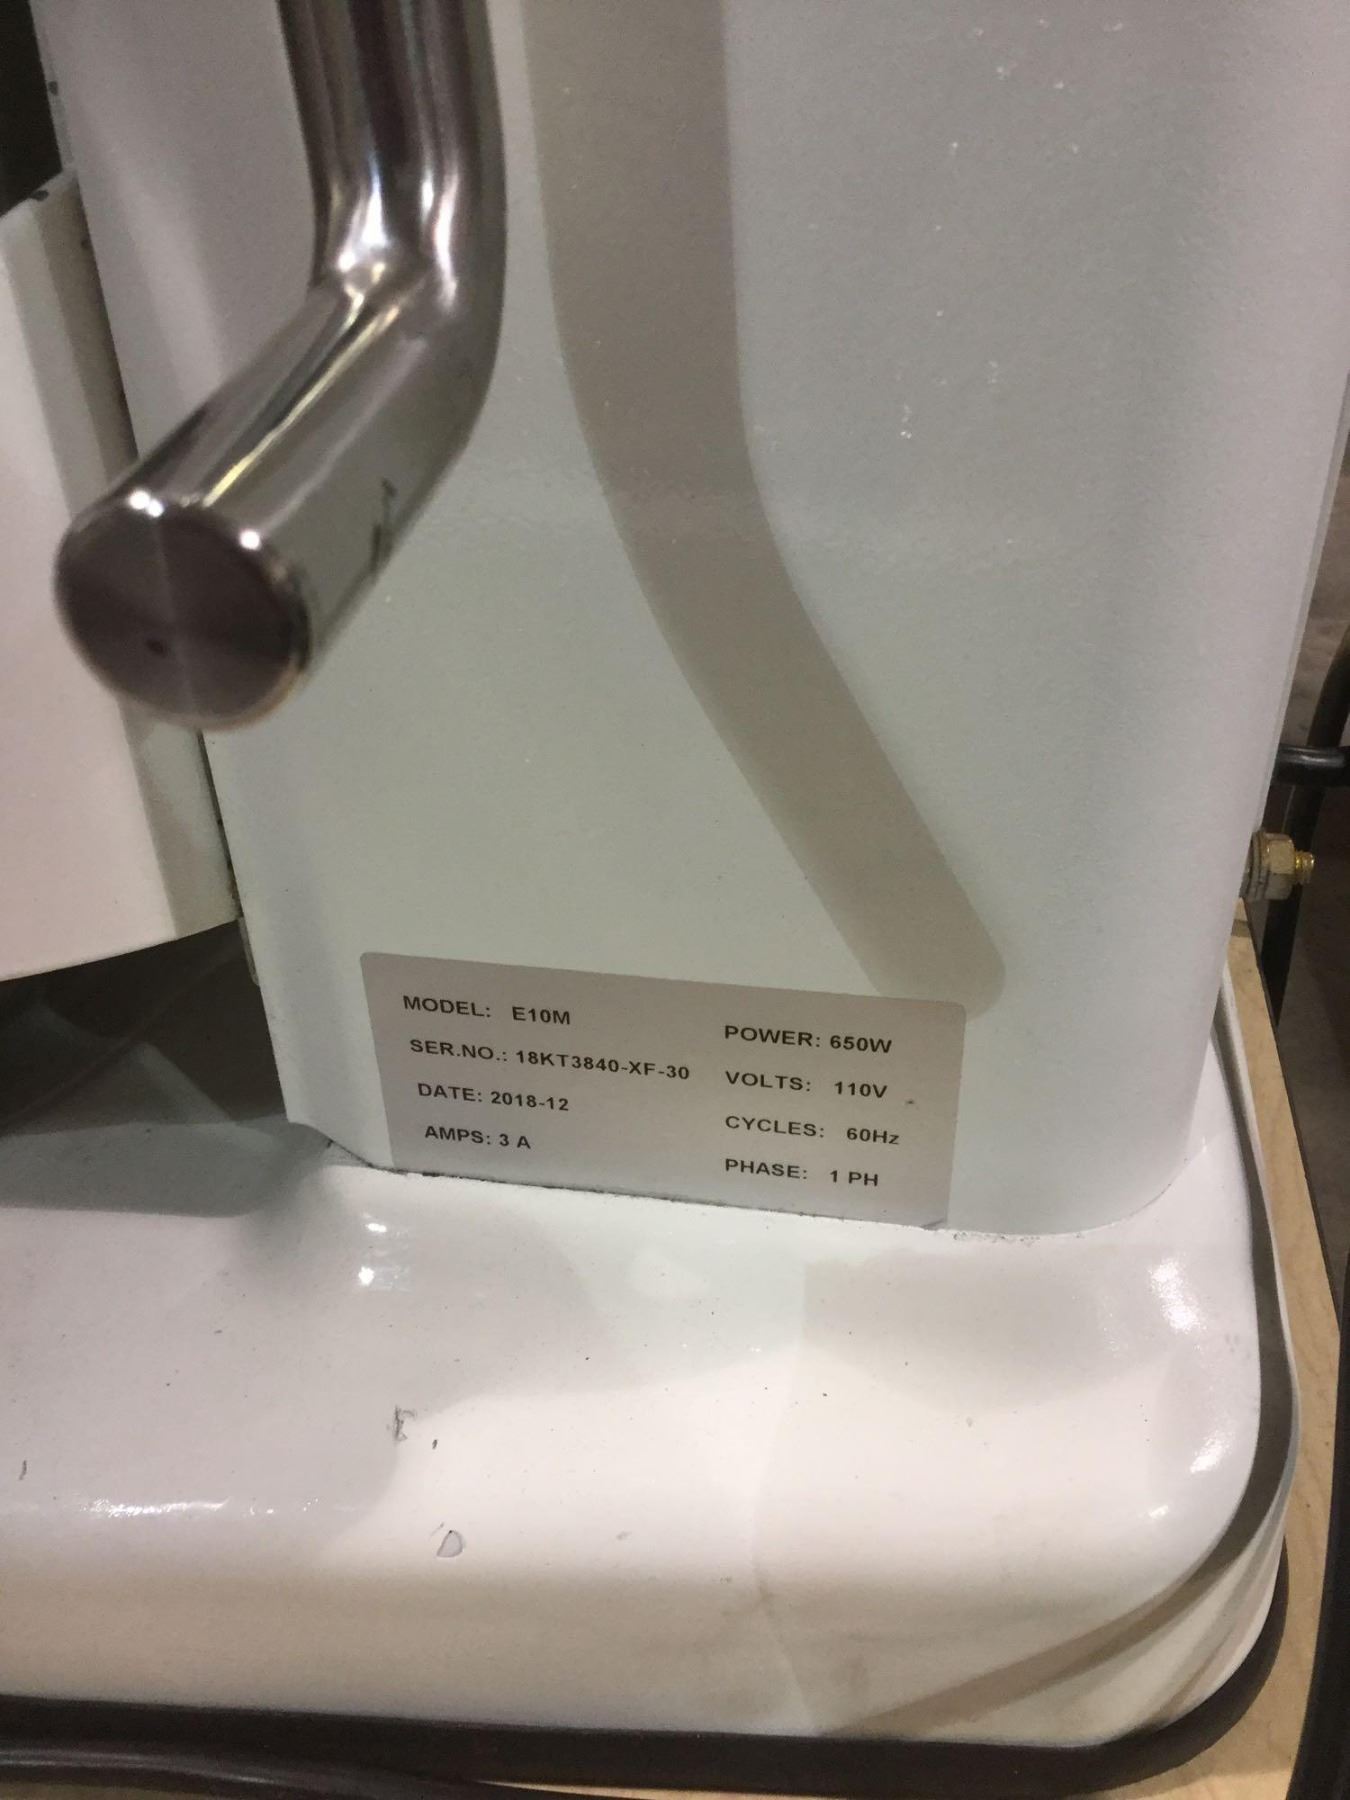 MODEL: E10M
SER.NO.: 18KT3840-XF-30
DATE: 2018-12
AMPS: 3 A
POWER: 650W
VOLTS: 110V
CYCLES: 60Hz
PHASE: 1 PH